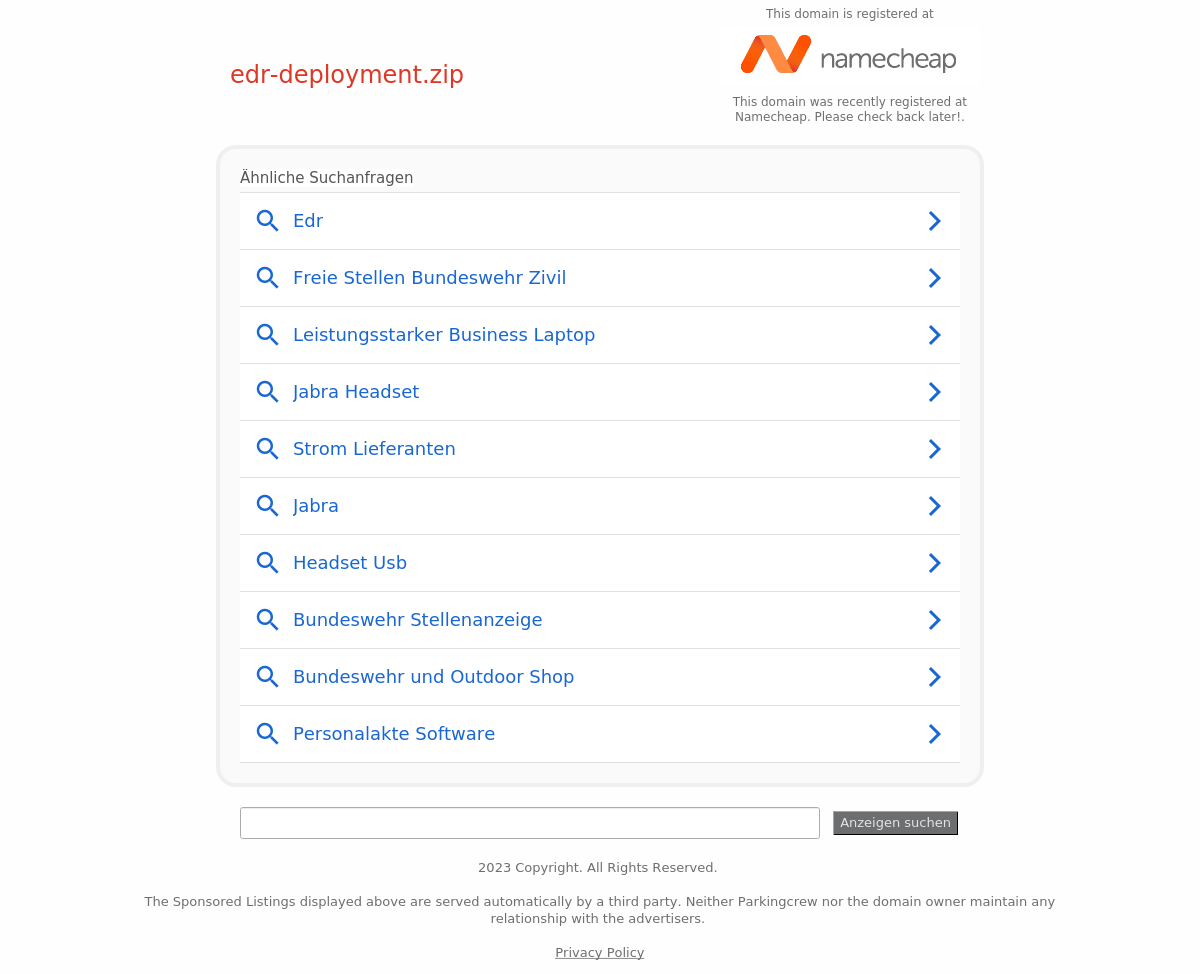 This domain is registered at
namecheap
edr-deployment.zip
This domain was recently registered at
Namecheap. Please check back later!.
Ähnliche Suchanfragen
Edr
Freie Stellen Bundeswehr Zivil
Leistungsstarker Business Laptop
Jabra Headset
Strom Lieferanten
Jabra
Headset Usb
Bundeswehr Stellenanzeige
Bundeswehr und Outdoor Shop
Personalakte Software
Anzeigen suchen
2023 Copyright. All Rights Reserved.
The Sponsored Listings displayed above are served automatically by a third party. Neither Parkingcrew nor the domain owner maintain any
relationship with the advertisers.
Privacy Policy